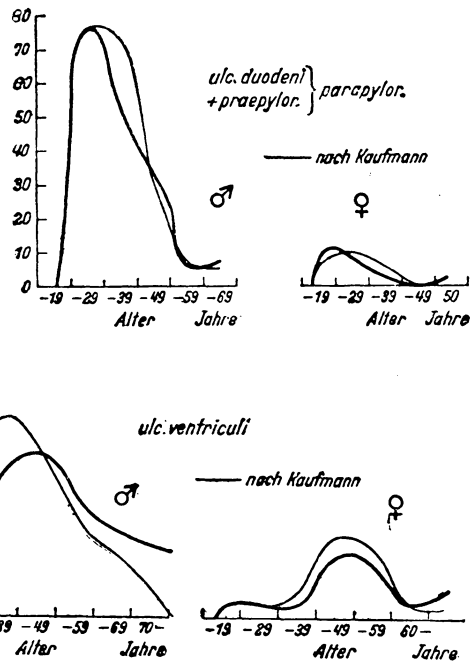 80
70
60
50
40
30
20
10
0
ulc. duodeni
+praepylor.
parapylor.
nach Kaufmann
♂
♀
-19 -29 -39 -49 -59 -69
Alter Jahre
-19 -29 -39 -49 50
Alter Jahre
ulc. ventriculi
nach Kaufmann
♂
♀
39 -49 -59 -69 70-
Alter Jahre
-19 -29 -39 -49 -59 60-
Alter Jahre